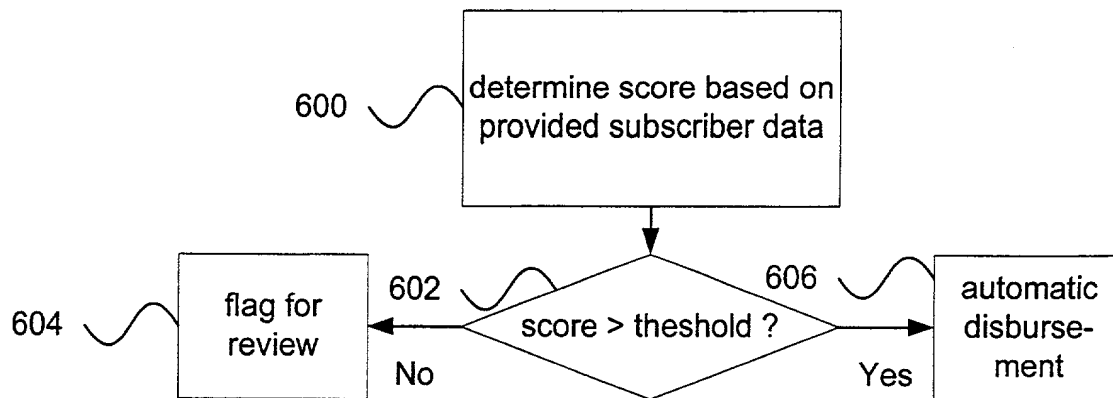 determine score based on
provided subscriber data
600
602
606
604
flag for
review
score > theshold ?
automatic
disburse-
ment
No
Yes